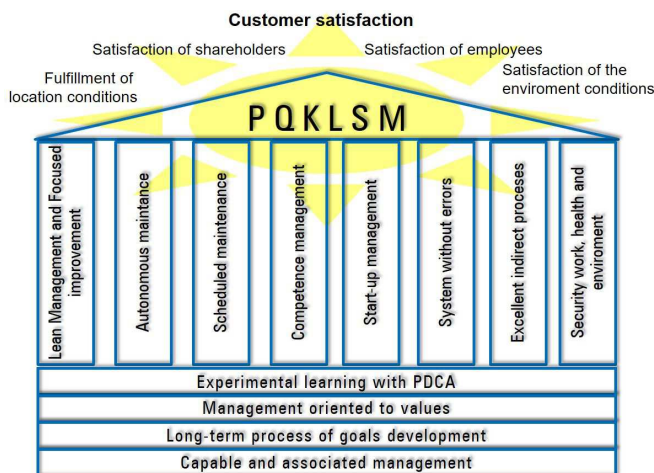 Customer satisfaction
Satisfaction of shareholders
Satisfaction of employees
Fulfillment of
location conditions
Satisfaction of the
enviroment conditions
PQKLSM
Lean Management and Focused
improvement
Autonomous maintance
Scheduled maintenance
Competence management
Start-up management
System without errors
Excellent indirect proceses
Security work, health and
enviroment
Experimental learning with PDCA
Management oriented to values
Long-term process of goals development
Capable and associated management